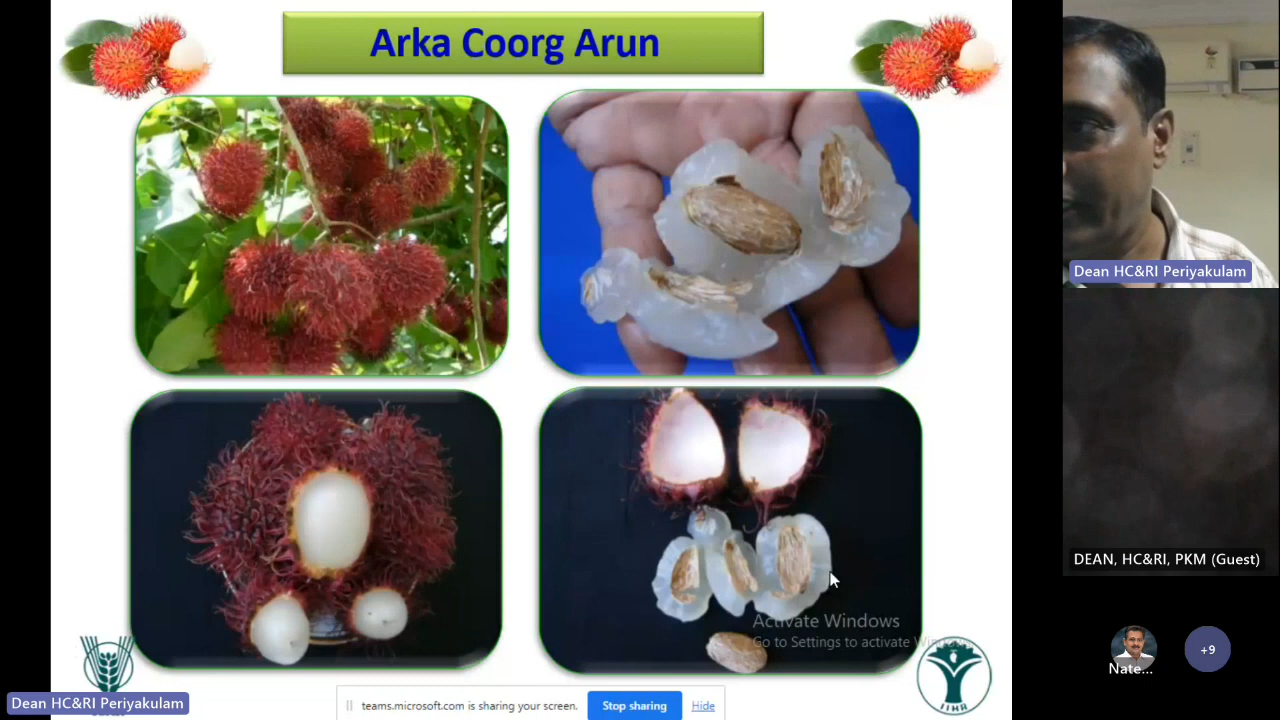 Arka Coorg Arun
Dean HC&RI Periyakulam
DEAN, HC&RI, PKM (Guest)
Activate Windows
Go to Settings to activate Windows.
IIHR
Nate...
+9
Dean HC&RI Periyakulam
teams.microsoft.com is sharing your screen.
Stop sharing
Hide